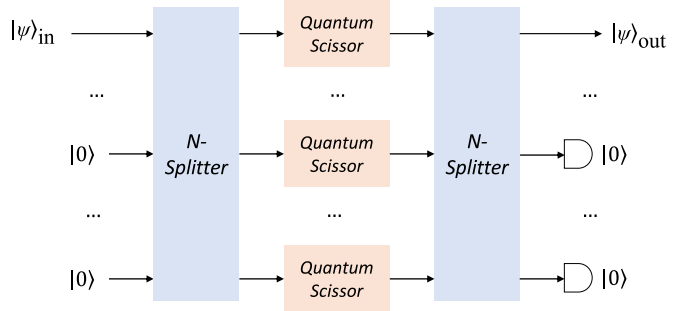 |ψ⟩in
Quantum
Scissor
|ψ⟩out
...
...
...
|0⟩
N-
Splitter
Quantum
Scissor
N-
Splitter
|0⟩
...
...
...
|0⟩
Quantum
Scissor
|0⟩